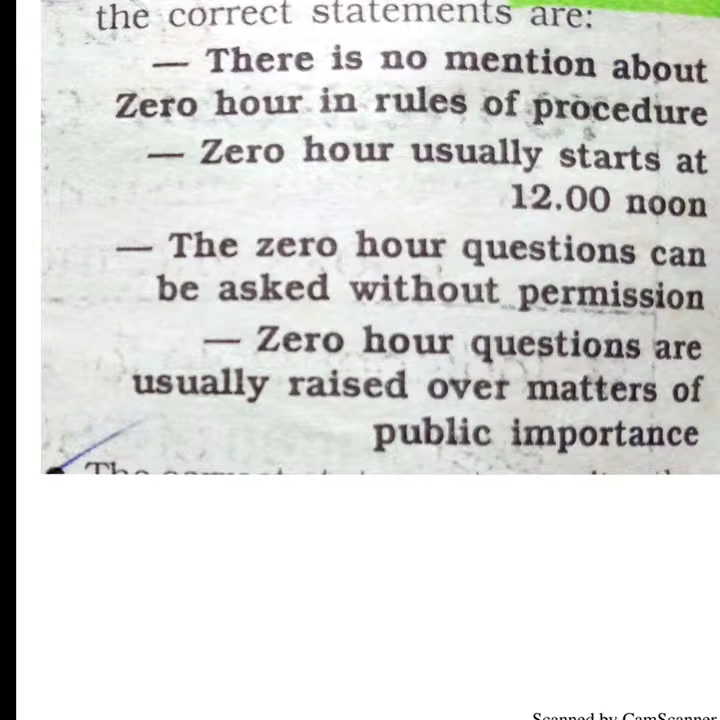 the correct statements are:
— There is no mention about
Zero hour in rules of procedure
— Zero hour usually starts at
12.00 noon
— The zero hour questions can
be asked without permission
— Zero hour questions are
usually raised over matters of
public importance
Scanned by CamScanner